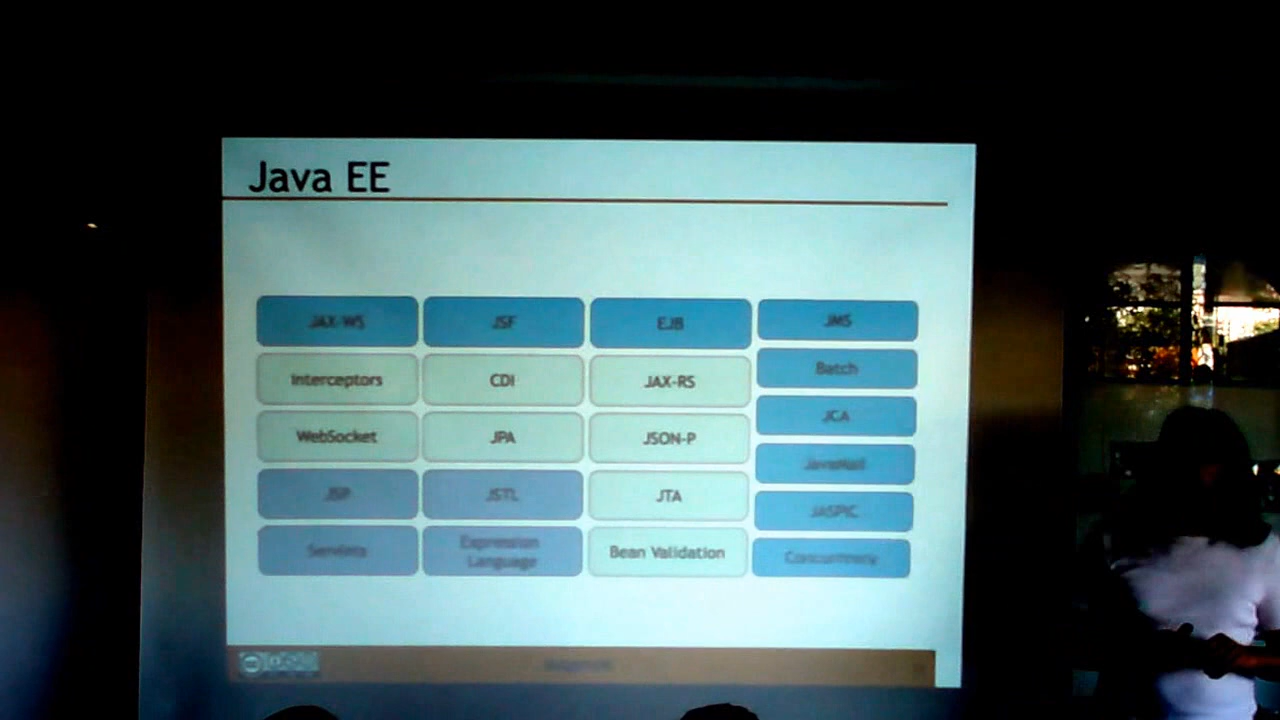 Java EE
JAX-WS
JSF
EJB
JMS
Interceptors
CDI
JAX-RS
Batch
WebSocket
JPA
JSON-P
JCA
JavaMail
JSP
JSTL
JTA
JASPIC
Servlets
Expression
Language
Bean Validation
Concurrency